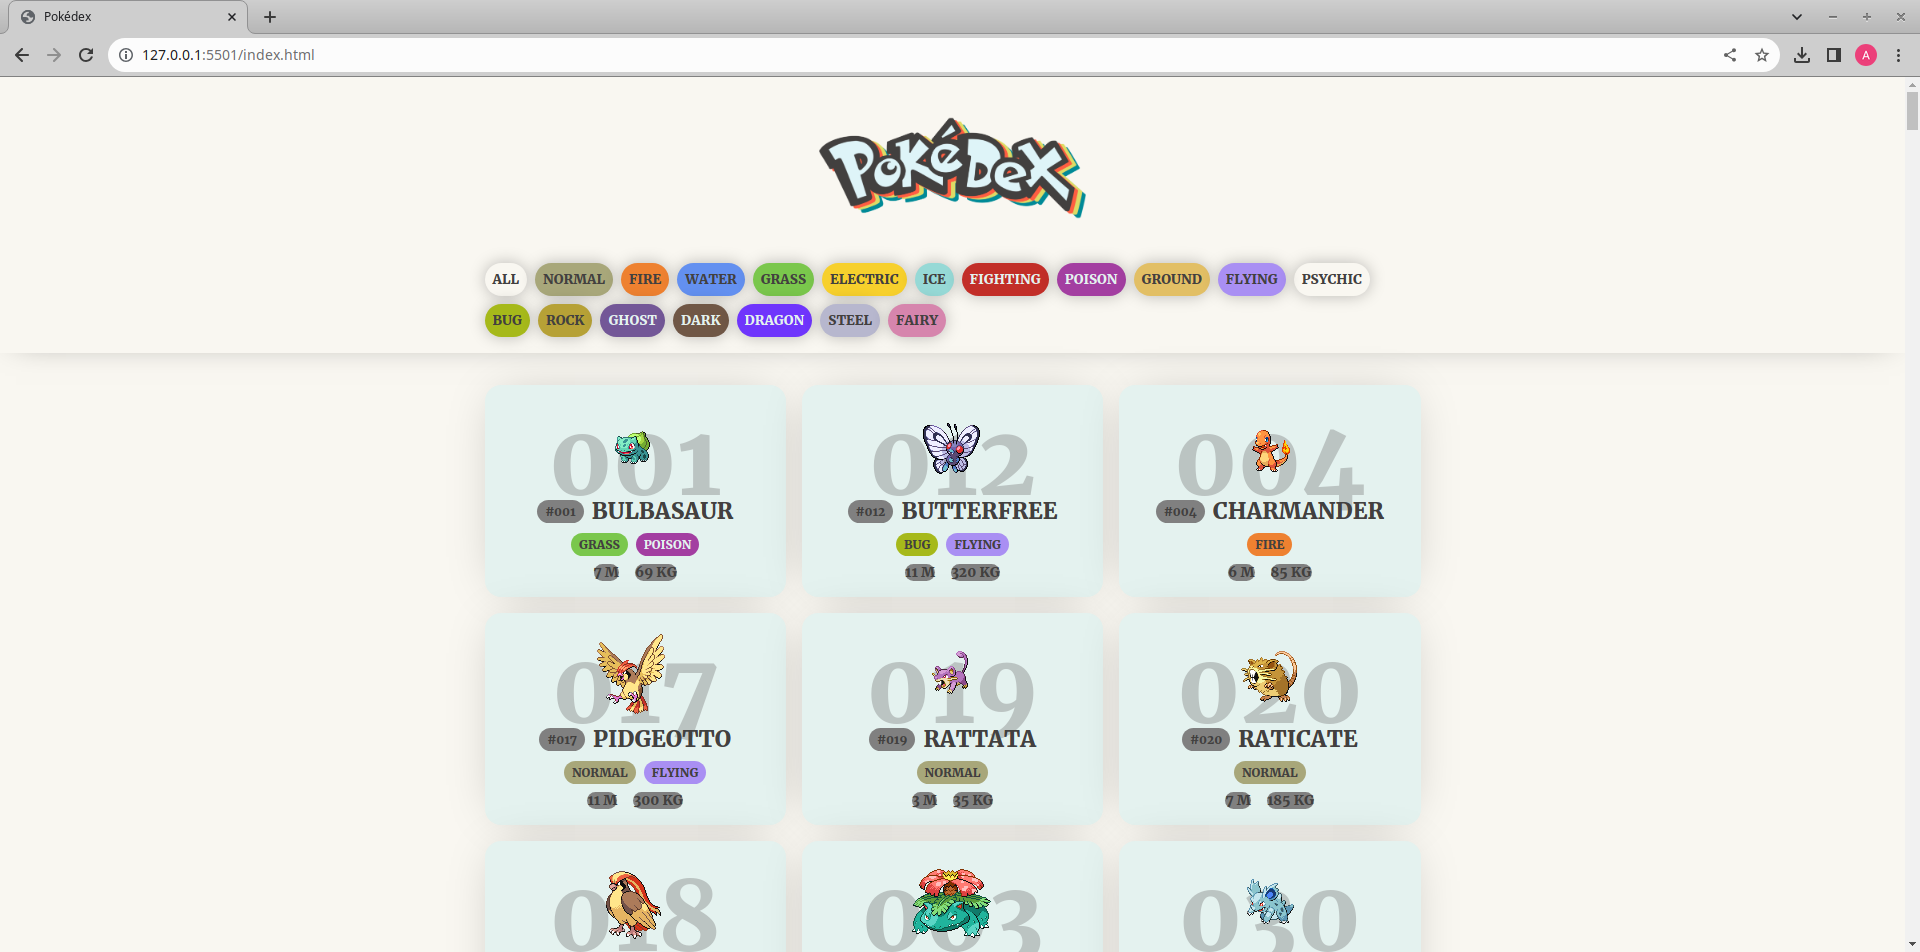 Pokédex
127.0.0.1:5501/index.html
A
PokéDex
ALL NORMAL FIRE WATER GRASS ELECTRIC ICE FIGHTING POISON GROUND FLYING PSYCHIC
BUG ROCK GHOST DARK DRAGON STEEL FAIRY
001
#001 BULBASAUR
GRASS POISON
7 M 69 KG
012
#012 BUTTERFREE
BUG FLYING
11 M 320 KG
004
#004 CHARMANDER
FIRE
6 M 85 KG
017
#017 PIDGEOTTO
NORMAL FLYING
11 M 300 KG
019
#019 RATTATA
NORMAL
3 M 35 KG
020
#020 RATICATE
NORMAL
7 M 185 KG
018
003
030